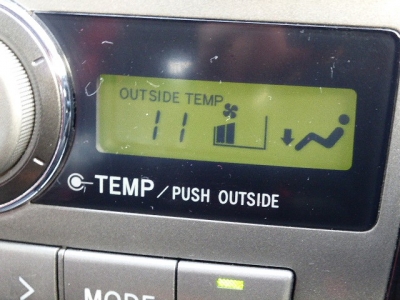 OUTSIDE TEMP
11
TEMP / PUSH OUTSIDE
MODE